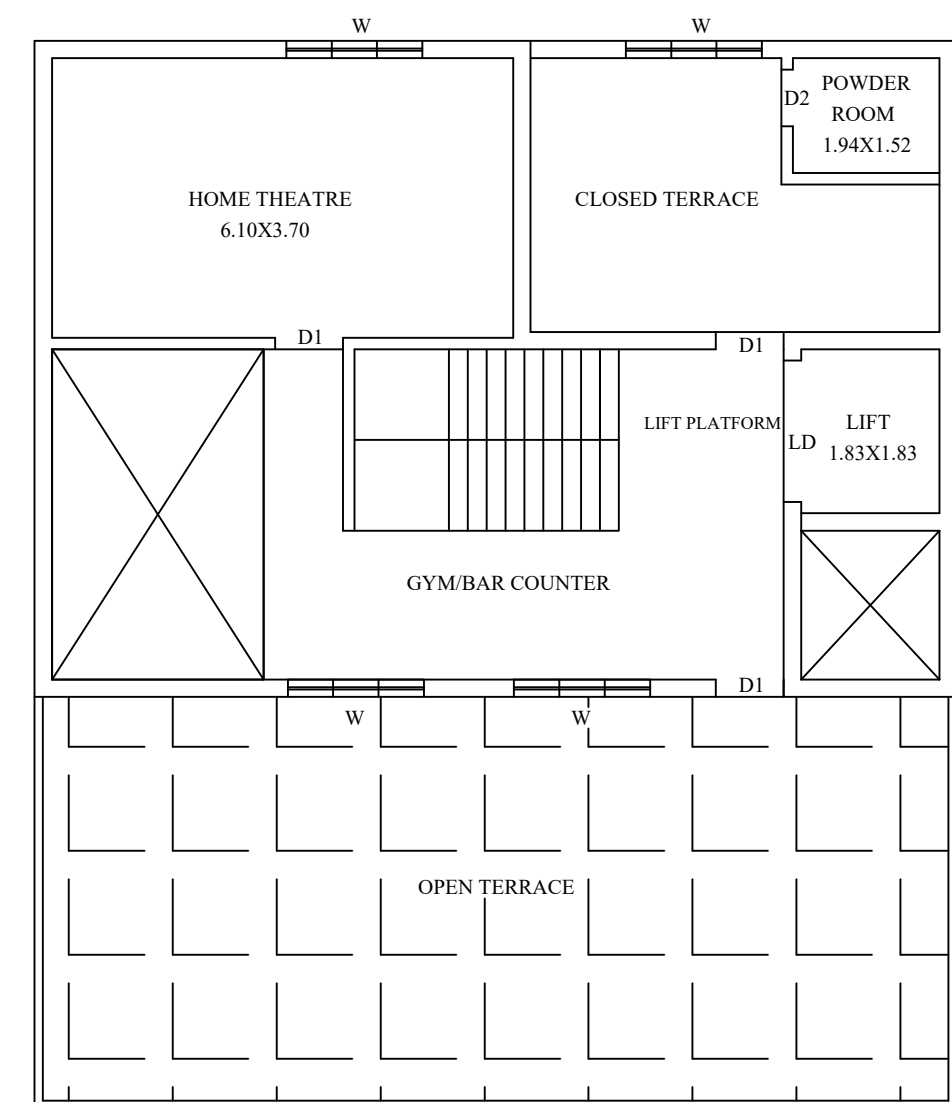 W
W
POWDER
ROOM
1.94X1.52
D2
HOME THEATRE
6.10X3.70
CLOSED TERRACE
D1
D1
LIFT PLATFORM
LIFT
1.83X1.83
LD
GYM/BAR COUNTER
D1
W
W
OPEN TERRACE